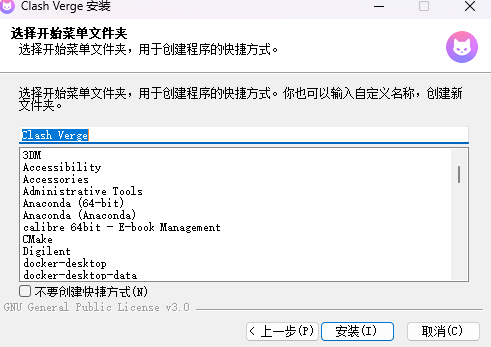 Clash Verge 安装
选择开始菜单文件夹
选择开始菜单文件夹，用于创建程序的快捷方式。
选择开始菜单文件夹，用于创建程序的快捷方式。你也可以输入自定义名称，创建新
文件夹。
Clash Verge
3DM
Accessibility
Accessories
Administrative Tools
Anaconda (64-bit)
Anaconda (Anaconda)
calibre 64bit - E-book Management
CMake
Digilent
docker-desktop
docker-desktop-data
不要创建快捷方式(N)
GNU General Public License v3.0
< 上一步(P) 安装(I) 取消(C)